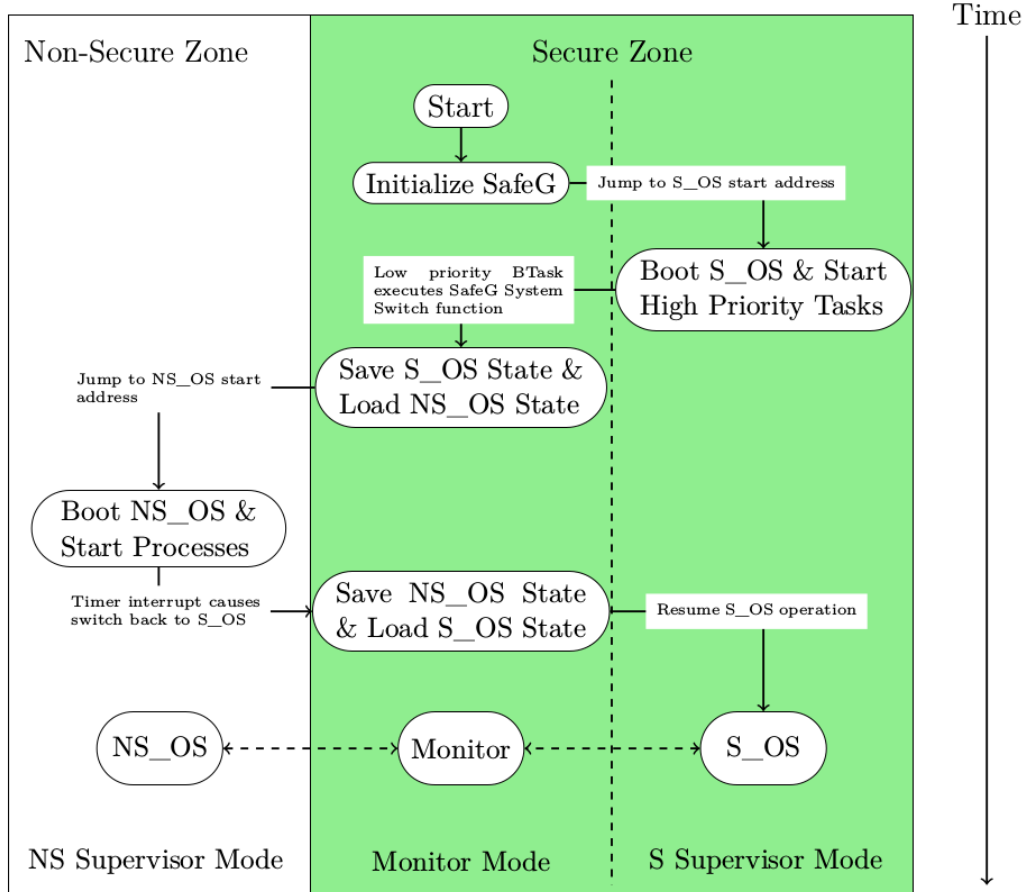 Time
Non-Secure Zone
Secure Zone
Start
Initialize SafeG
Jump to S_OS start address
Boot S_OS & Start
High Priority Tasks
Low priority BTask
executes SafeG System
Switch function
Save S_OS State &
Load NS_OS State
Jump to NS_OS start
address
Boot NS_OS &
Start Processes
Timer interrupt causes
switch back to S_OS
Save NS_OS State
& Load S_OS State
Resume S_OS operation
NS_OS
Monitor
S_OS
NS Supervisor Mode
Monitor Mode
S Supervisor Mode